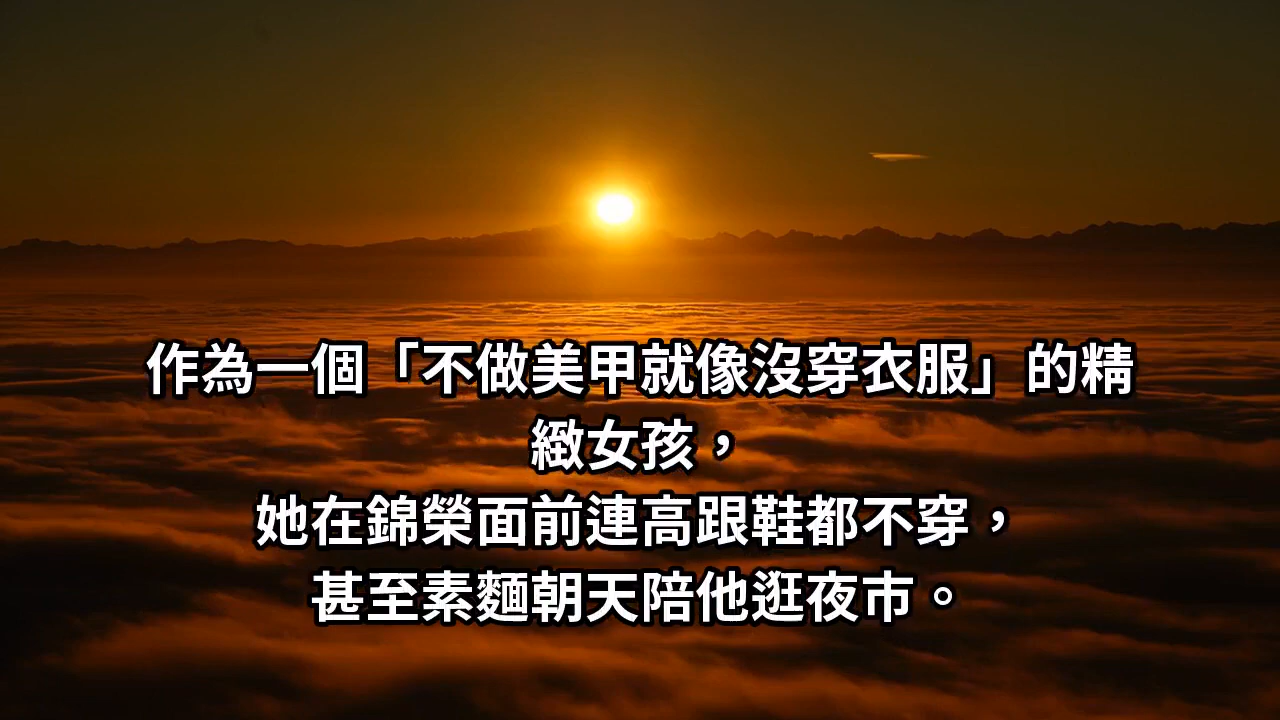 作為一個「不做美甲就像沒穿衣服」的精
緻女孩，
她在錦榮面前連高跟鞋都不穿，
甚至素麵朝天陪他逛夜市。